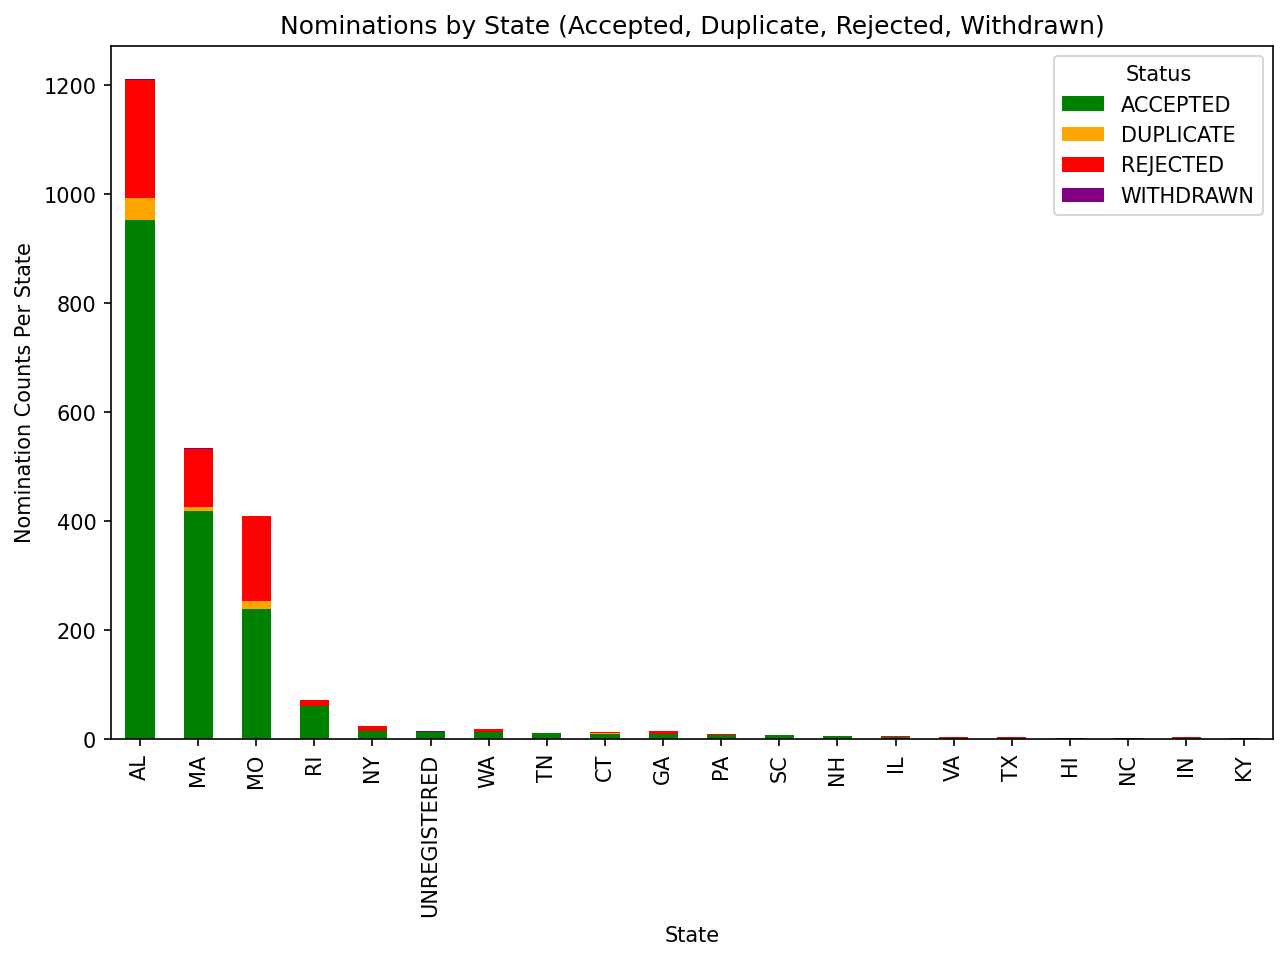 Nominations by State (Accepted, Duplicate, Rejected, Withdrawn)
Status
ACCEPTED
DUPLICATE
REJECTED
WITHDRAWN
Nomination Counts Per State
1200
1000
800
600
400
200
0
AL
MA
MO
RI
NY
UNREGISTERED
WA
TN
CT
GA
PA
SC
NH
IL
VA
TX
HI
NC
IN
KY
State